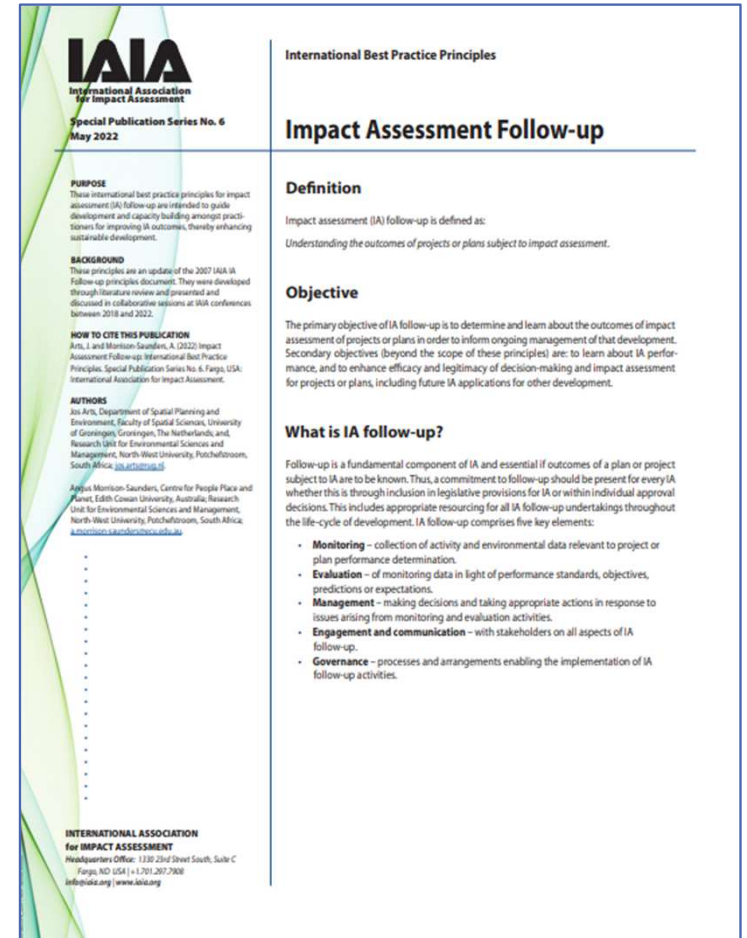 IAIA
International Association
for Impact Assessment
Special Publication Series No. 6
May 2022
PURPOSE
These international best practice principles for impact
assessment (IA) follow-up are intended to guide
development and capacity building amongst practi-
tioners for improving IA outcomes, thereby enhancing
sustainable development.
BACKGROUND
These principles are an update of the 2007 IAIA IA
Follow-up principles document. They were developed
through literature review and presented and
discussed in collaborative sessions at IAIA conferences
between 2018 and 2022.
HOW TO CITE THIS PUBLICATION
Arts, J. and Morrison-Saunders, A. (2022) Impact
Assessment Follow-up: International Best Practice
Principles. Special Publication Series No. 6. Fargo, USA:
International Association for Impact Assessment.
AUTHORS
Jos Arts, Department of Spatial Planning and
Environment, Faculty of Spatial Sciences, University
of Groningen, Groningen, The Netherlands; and,
Research Unit for Environmental Sciences and
Management, North-West University, Potchefstroom,
South Africa; jos.arts@rug.nl.
Angus Morrison-Saunders, Centre for People Place and
Planet, Edith Cowan University, Australia; Research
Unit for Environmental Sciences and Management,
North-West University, Potchefstroom, South Africa;
a.morrison-saunders@ecu.edu.au.
INTERNATIONAL ASSOCIATION
for IMPACT ASSESSMENT
Headquarters Office: 1330 23rd Street South, Suite C
Fargo, ND USA | +1.701.297.7908
info@iaia.org | www.iaia.org
International Best Practice Principles
Impact Assessment Follow-up
Definition
Impact assessment (IA) follow-up is defined as:
Understanding the outcomes of projects or plans subject to impact assessment.
Objective
The primary objective of IA follow-up is to determine and learn about the outcomes of impact
assessment of projects or plans in order to inform ongoing management of that development.
Secondary objectives (beyond the scope of these principles) are: to learn about IA perfor-
mance, and to enhance efficacy and legitimacy of decision-making and impact assessment
for projects or plans, including future IA applications for other development.
What is IA follow-up?
Follow-up is a fundamental component of IA and essential if outcomes of a plan or project
subject to IA are to be known. Thus, a commitment to follow-up should be present for every IA
whether this is through inclusion in legislative provisions for IA or within individual approval
decisions. This includes appropriate resourcing for all IA follow-up undertakings throughout
the life-cycle of development. IA follow-up comprises five key elements:
• Monitoring – collection of activity and environmental data relevant to project or
plan performance determination.
• Evaluation – of monitoring data in light of performance standards, objectives,
predictions or expectations.
• Management – making decisions and taking appropriate actions in response to
issues arising from monitoring and evaluation activities.
• Engagement and communication – with stakeholders on all aspects of IA
follow-up.
• Governance – processes and arrangements enabling the implementation of IA
follow-up activities.